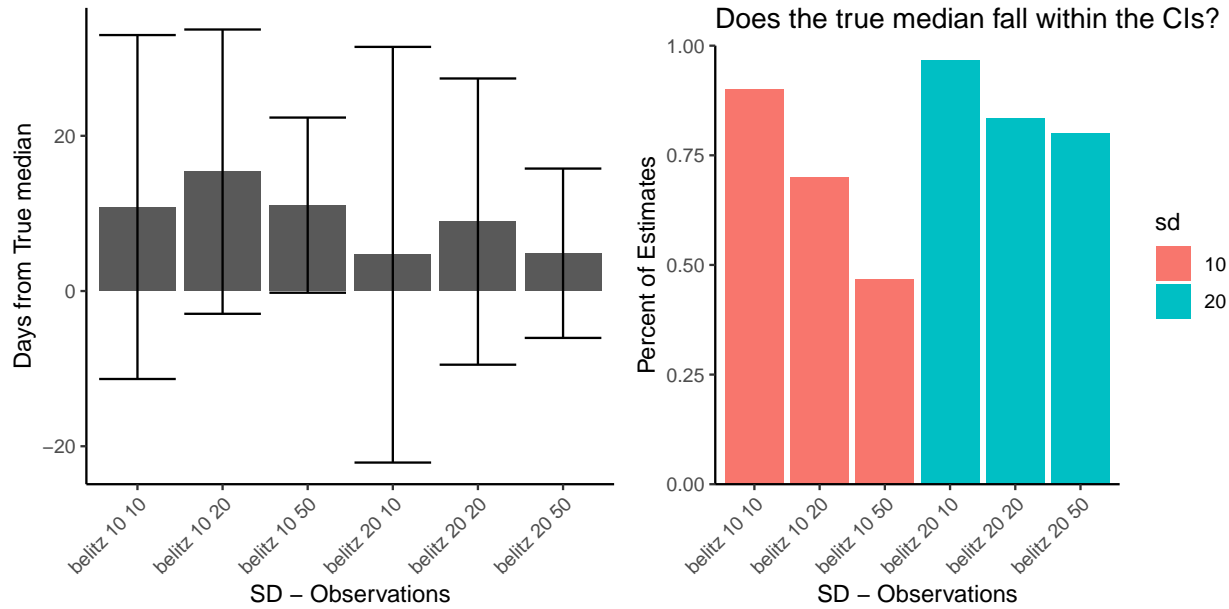 Days from True median
20
0
−20
belitz 10 10
belitz 10 20
belitz 10 50
belitz 20 10
belitz 20 20
belitz 20 50
SD − Observations
Does the true median fall within the CIs?
Percent of Estimates
1.00
0.75
0.50
0.25
0.00
belitz 10 10
belitz 10 20
belitz 10 50
belitz 20 10
belitz 20 20
belitz 20 50
SD − Observations
sd
10
20